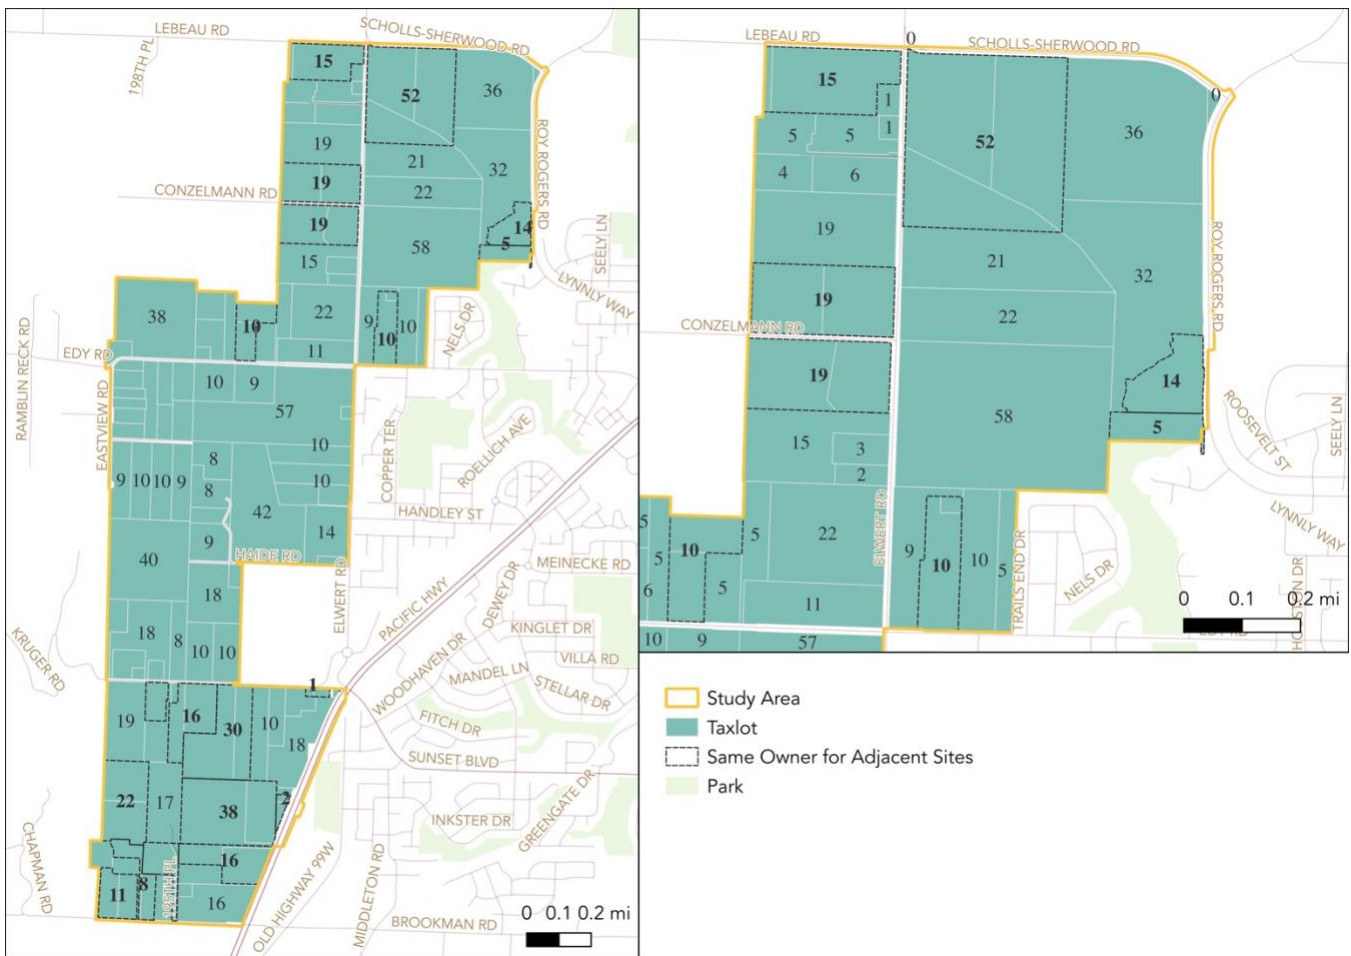 LEBEAU RD
SCHOLLS-SHERWOOD RD
198TH PL
15
52
36
ROY ROGERS RD
19
21
32
CONZELMANN RD
19
22
19
14
58
5
15
SEELY LN
LYNNLY WAY
38
10
22
9
10
10
NELS DR
11
RAMBLIN RECK RD
EDY RD
EASTVIEW RD
10
9
57
10
8
10
9
10
10
9
8
42
14
COPPER TER
ROELLICH AVE
HANDLEY ST
9
HAIDE RD
40
18
MEINECKE RD
ELWERT RD
PACIFIC HWY
DEWEY DR
KINGLET DR
18
8
10
10
WOODHAVEN DR
VILLA RD
MANDEL LN
STELLAR DR
KRUGER RD
1
19
16
30
10
18
FITCH DR
SUNSET BLVD
22
17
38
2
INKSTER DR
GREENGATE DR
CHAPMAN RD
16
11
8
195TH PL
16
OLD HIGHWAY 99W
MIDDLETON RD
BROOKMAN RD
0 0.1 0.2 mi
LEBEAU RD
0
SCHOLLS-SHERWOOD RD
15
1
0
5
5
1
52
36
4
6
19
21
32
ROY ROGERS RD
19
22
CONZELMANN RD
19
14
58
5
15
3
2
ROOSEVELT ST
SEELY LN
LYNNLY WAY
5
5
10
5
22
ELWERT RD
9
10
10
5
TRAILS END DR
NELS DR
6
5
11
HOUSTON DR
0 0.1 0.2 mi
EDY RD
10
9
57
Study Area
Taxlot
Same Owner for Adjacent Sites
Park